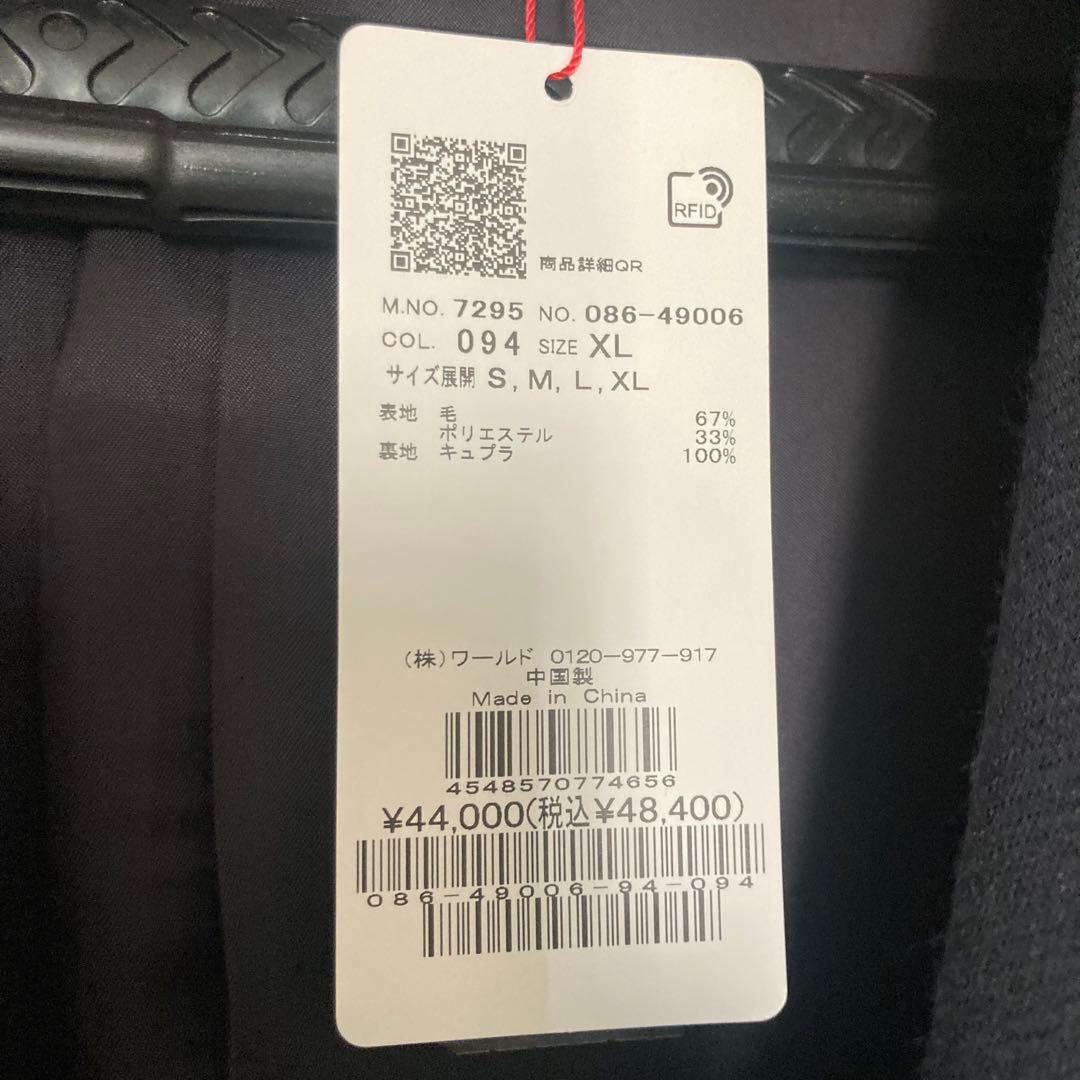 RFID
商品詳細QR
M.NO. 7295 NO. 086-49006
COL. 094 SIZE XL
サイズ展開 S, M, L, XL
表地 毛 67%
ポリエステル 33%
裏地 キュプラ 100%
(株)ワールド 0120-977-917
中国製
Made in China
4548570774656
¥44,000(税込¥48,400)
086-49006-94-094